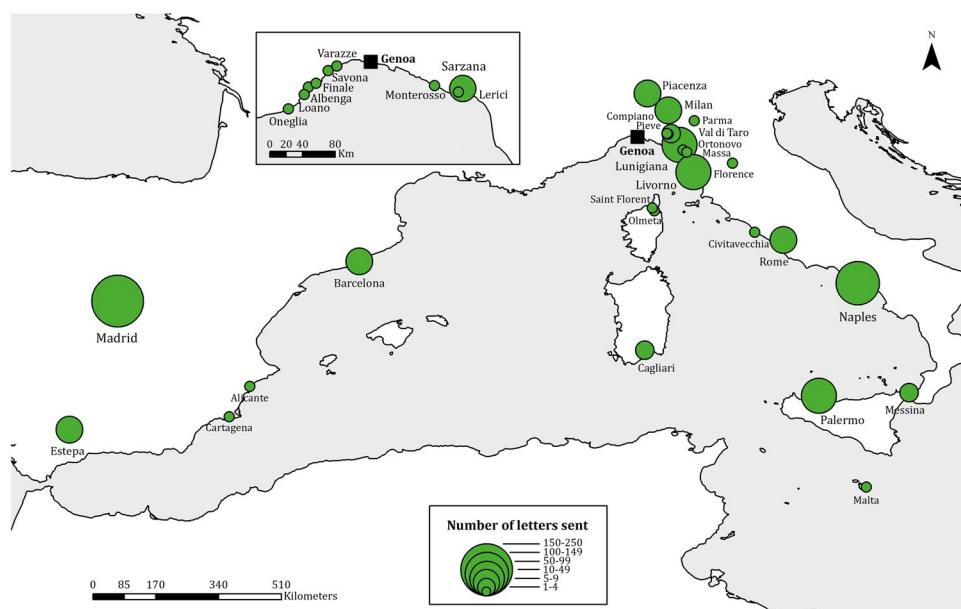 N
Varazze
Genoa
Savona
Finale
Albenga
Loano
Oneglia
Sarzana
Monterosso
Lerici
0 20 40 80
Km
Piacenza
Milan
Compiano
Parma
Pieve
Val di Taro
Genoa
Ortonovo
Massa
Lunigiana
Florence
Livorno
Saint Florent
Olmeta
Civitavecchia
Rome
Barcelona
Naples
Madrid
Cagliari
Alicante
Cartagena
Messina
Palermo
Estepa
Malta
Number of letters sent
150-250
100-149
50-99
10-49
5-9
1-4
0 85 170 340 510
Kilometers